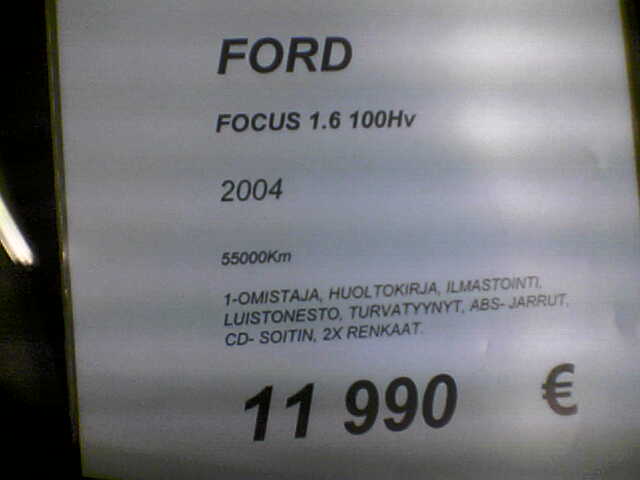 FORD
FOCUS 1.6 100Hv
2004
55000Km
1-OMISTAJA, HUOLTOKIRJA, ILMASTOINTI,
LUISTONESTO, TURVATYYNYT, ABS- JARRUT,
CD- SOITIN, 2X RENKAAT.
11 990 €